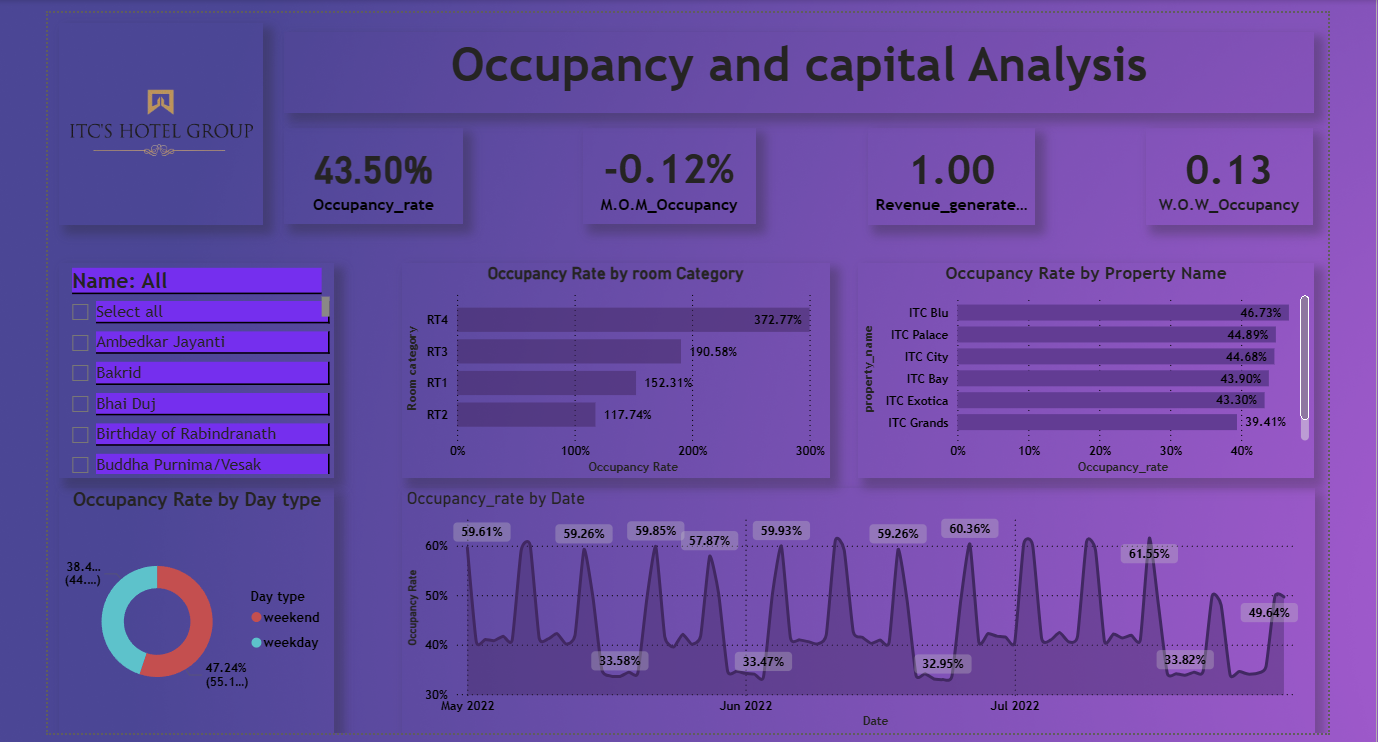 Occupancy and capital Analysis
ITC'S HOTEL GROUP
43.50%
Occupancy_rate
-0.12%
M.O.M_Occupancy
1.00
Revenue_generate...
0.13
W.O.W_Occupancy
Name: All
Select all
Ambedkar Jayanti
Bakrid
Bhai Duj
Birthday of Rabindranath
Buddha Purnima/Vesak
Occupancy Rate by room Category
Room category
RT4
372.77%
RT3
190.58%
RT1
152.31%
RT2
117.74%
0%
100%
200%
300%
Occupancy Rate
Occupancy Rate by Property Name
property_name
ITC Blu
46.73%
ITC Palace
44.89%
ITC City
44.68%
ITC Bay
43.90%
ITC Exotica
43.30%
ITC Grands
39.41%
0%
10%
20%
30%
40%
Occupancy_rate
Occupancy Rate by Day type
38.4...
(44....)
Day type
weekend
weekday
47.24%
(55.1...)
Occupancy_rate by Date
Occupancy Rate
60%
50%
40%
30%
59.61%
59.26%
59.85%
57.87%
59.93%
59.26%
60.36%
61.55%
49.64%
33.58%
33.47%
32.95%
33.82%
May 2022
Jun 2022
Jul 2022
Date